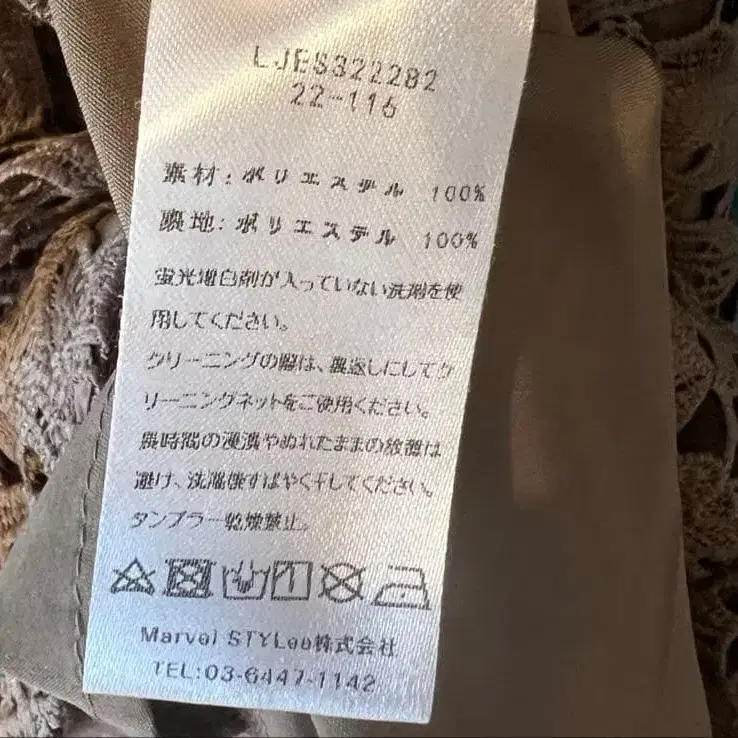 LJES322282
22-116
素材:ポリエステル 100%
裏地:ポリエステル 100%
蛍光増白剤が入っていない洗剤を使
用してください。
クリーニングの際は、裏返しにしてク
リーニングネットをご使用ください。
長時間の浸漬やぬれたままの放置は
避け、洗濯後すばやく干してください。
タンブラー乾燥禁止。
Marvel STYLee株式会社
TEL:03-6447-1142